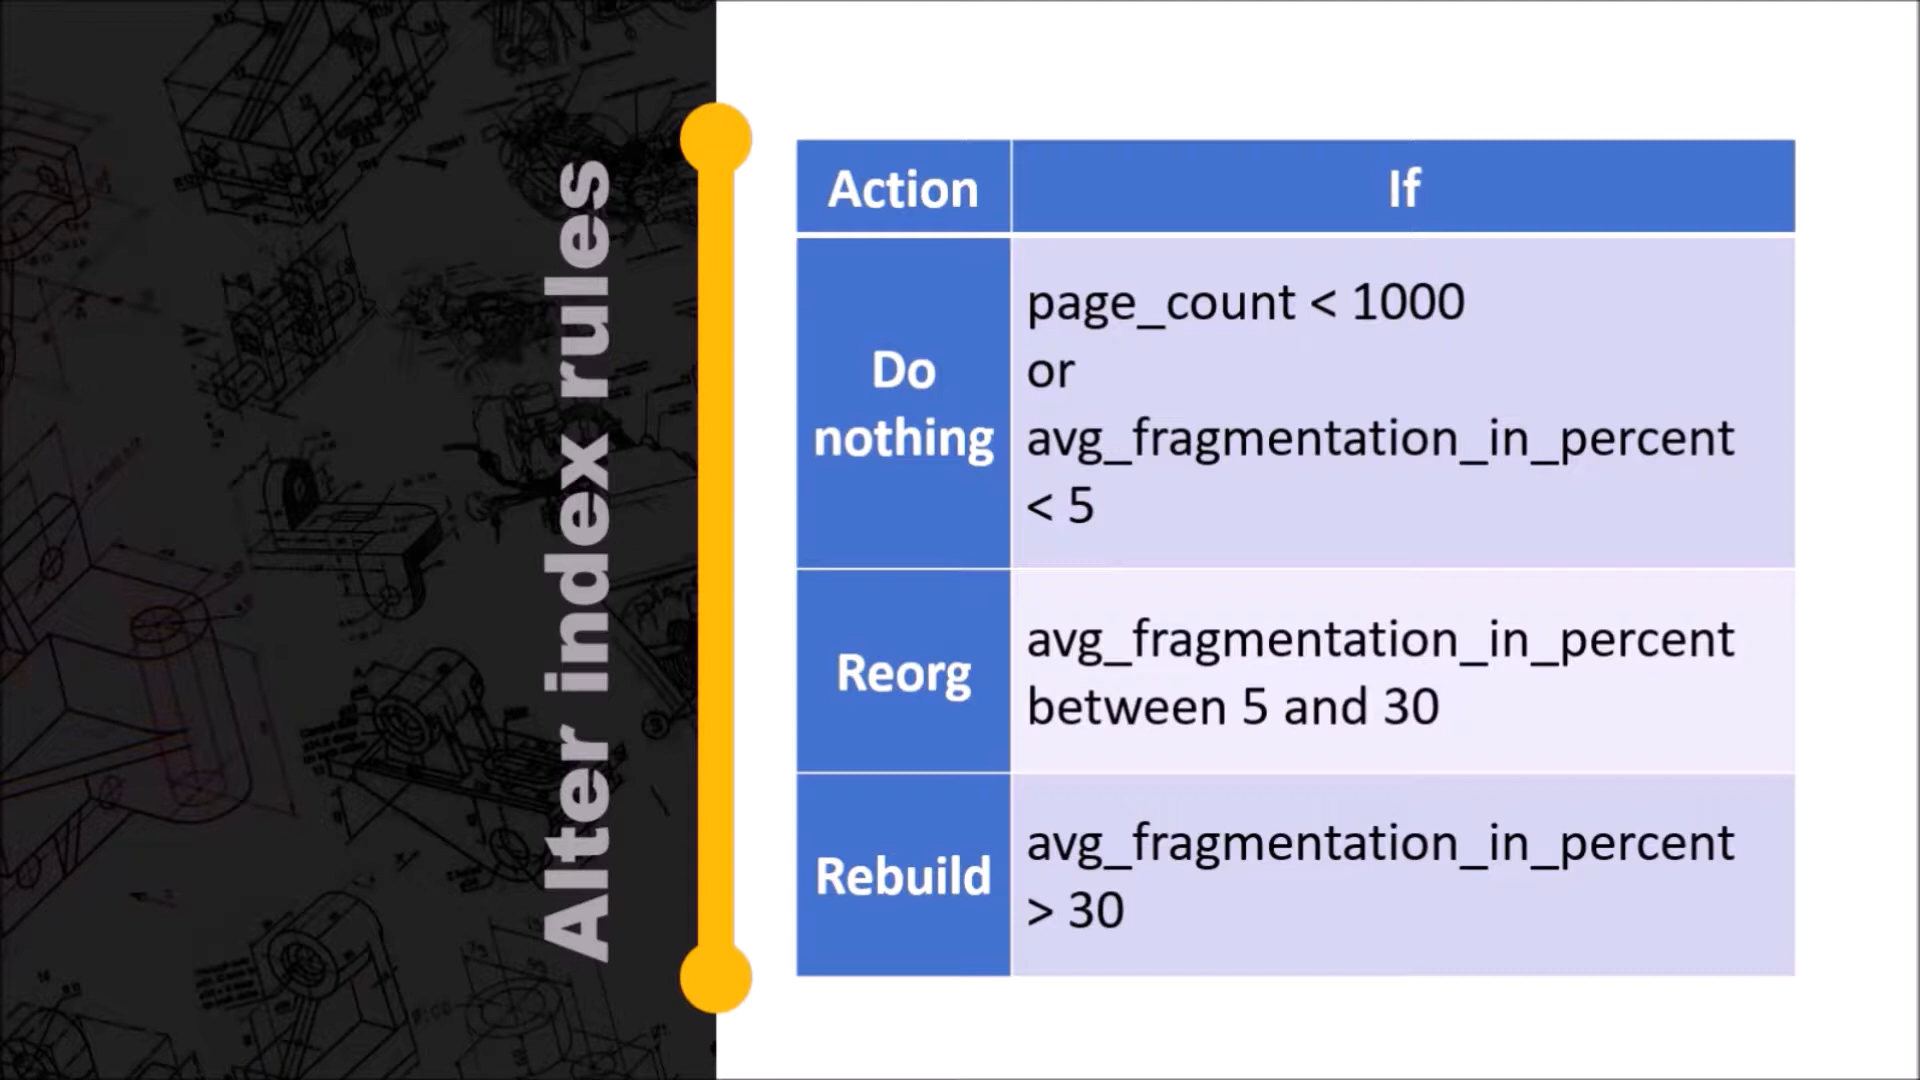 Alter index rules
Action
If
Do
nothing
page_count < 1000
or
avg_fragmentation_in_percent
< 5
Reorg
avg_fragmentation_in_percent
between 5 and 30
Rebuild
avg_fragmentation_in_percent
> 30